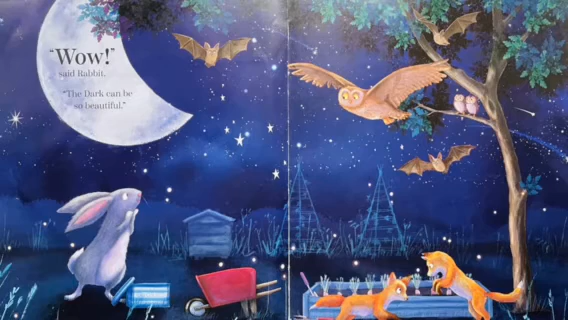 “Wow!”
said Rabbit.
“The Dark can be
so beautiful.”